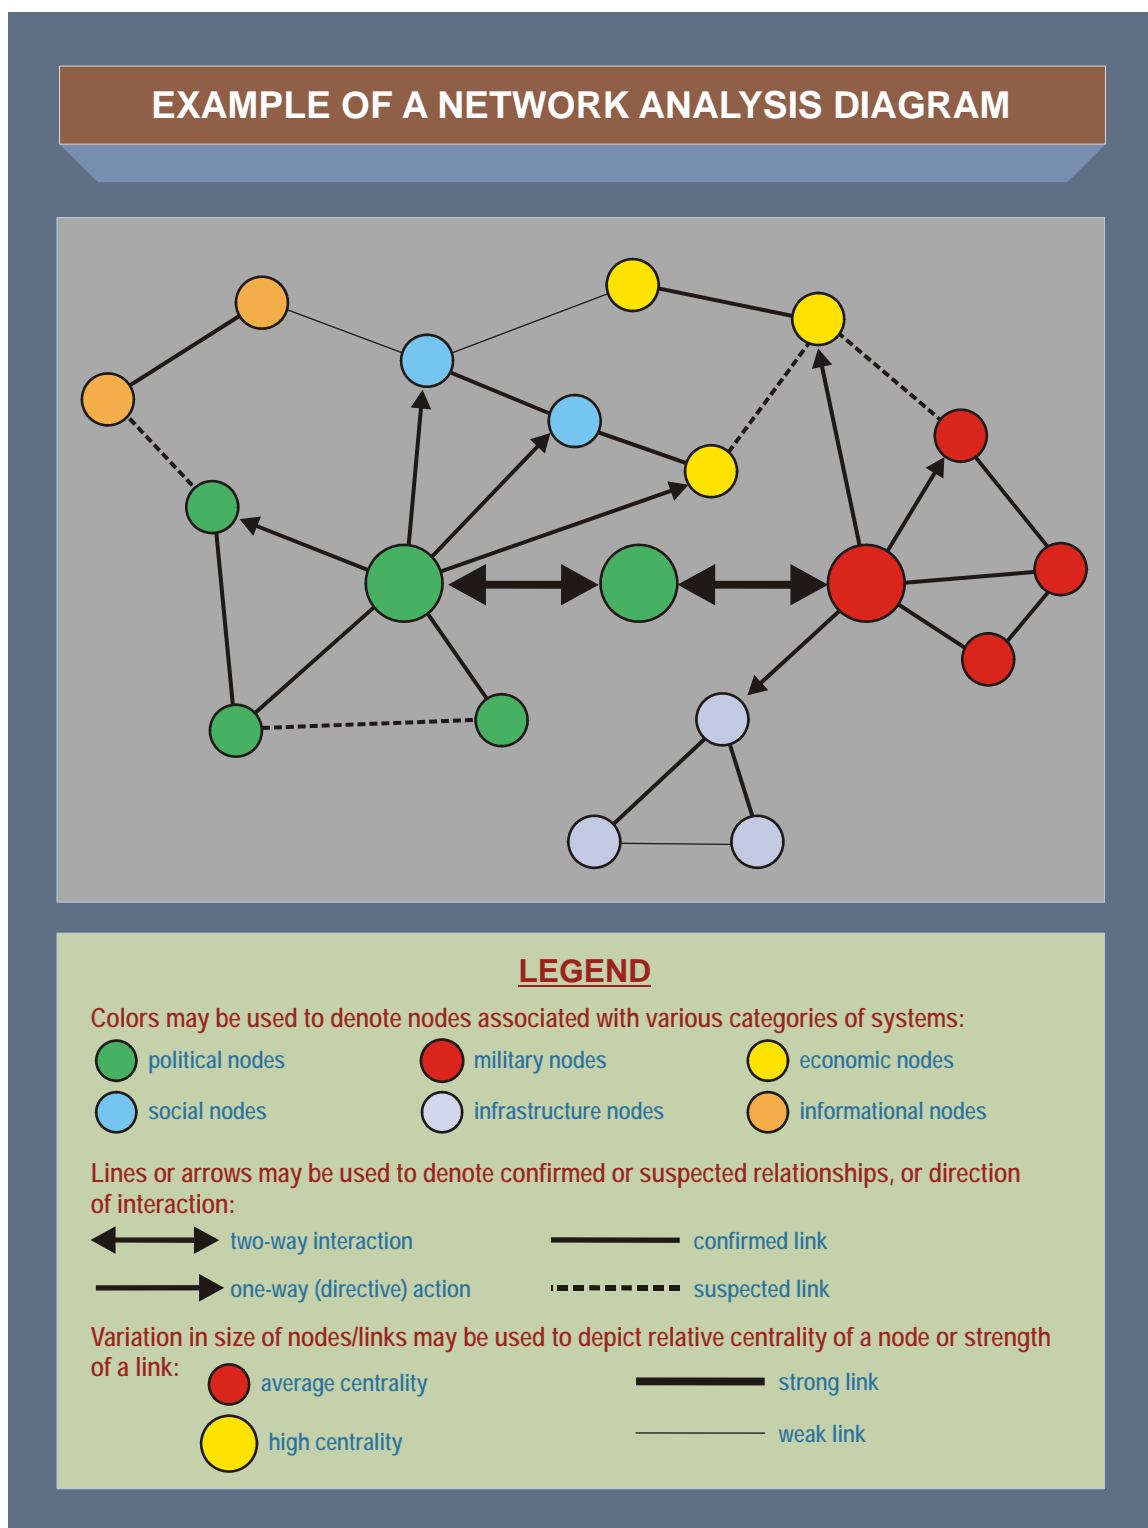 EXAMPLE OF A NETWORK ANALYSIS DIAGRAM
LEGEND
Colors may be used to denote nodes associated with various categories of systems:
political nodes
military nodes
economic nodes
social nodes
infrastructure nodes
informational nodes
Lines or arrows may be used to denote confirmed or suspected relationships, or direction
of interaction:
two-way interaction
confirmed link
one-way (directive) action
suspected link
Variation in size of nodes/links may be used to depict relative centrality of a node or strength
of a link:
average centrality
strong link
high centrality
weak link